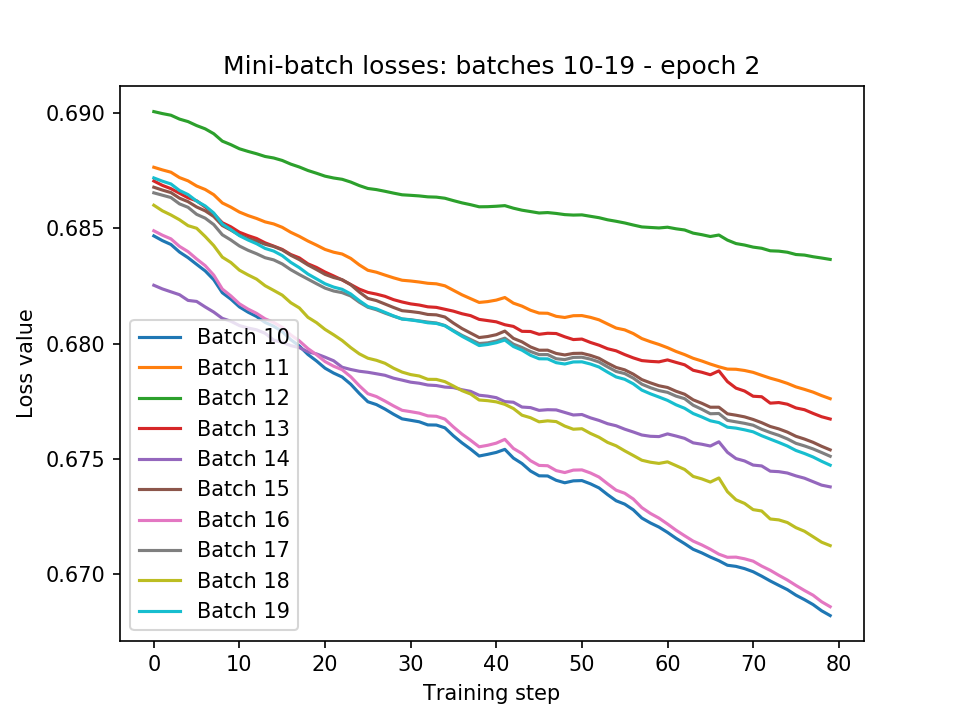 Mini-batch losses: batches 10-19 - epoch 2
Loss value
0.690
0.685
0.680
0.675
0.670
Batch 10
Batch 11
Batch 12
Batch 13
Batch 14
Batch 15
Batch 16
Batch 17
Batch 18
Batch 19
0 10 20 30 40 50 60 70 80
Training step